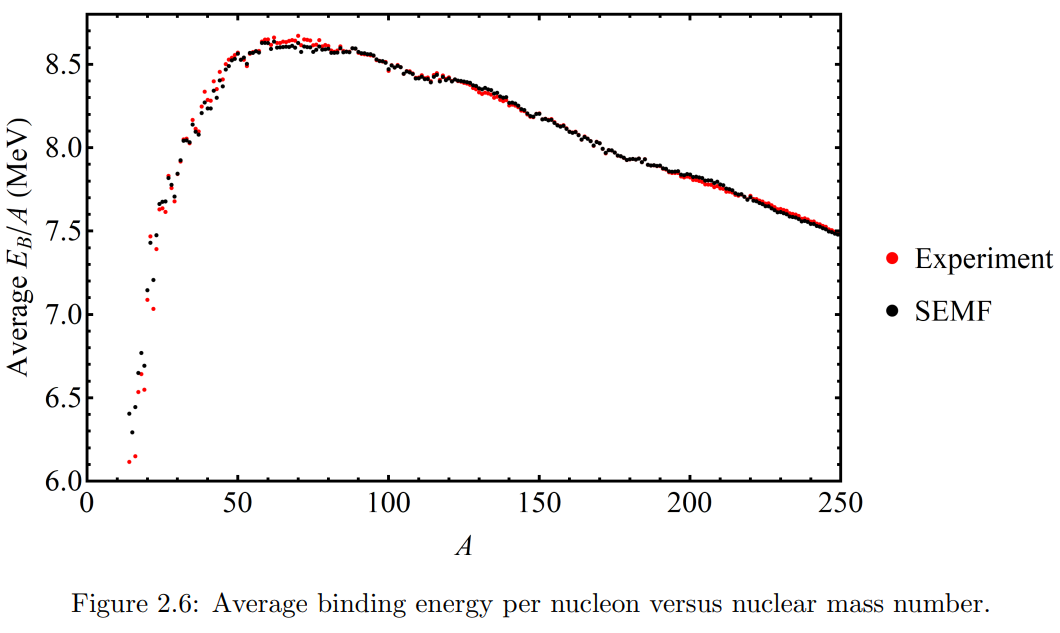 8.5
8.0
7.5
7.0
6.5
6.0
Average E_B/A (MeV)
0 50 100 150 200 250
A
Experiment
SEMF
Figure 2.6: Average binding energy per nucleon versus nuclear mass number.